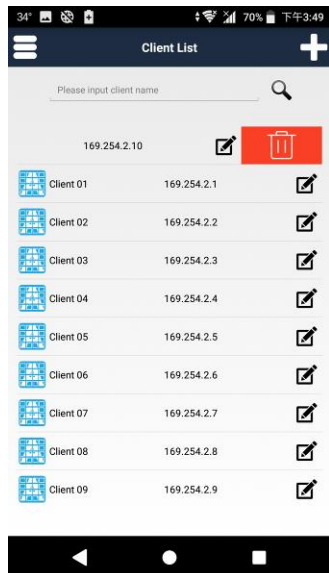 34° 70% 下午3:49
Client List
Please input client name
169.254.2.10
Client 01 169.254.2.1
Client 02 169.254.2.2
Client 03 169.254.2.3
Client 04 169.254.2.4
Client 05 169.254.2.5
Client 06 169.254.2.6
Client 07 169.254.2.7
Client 08 169.254.2.8
Client 09 169.254.2.9